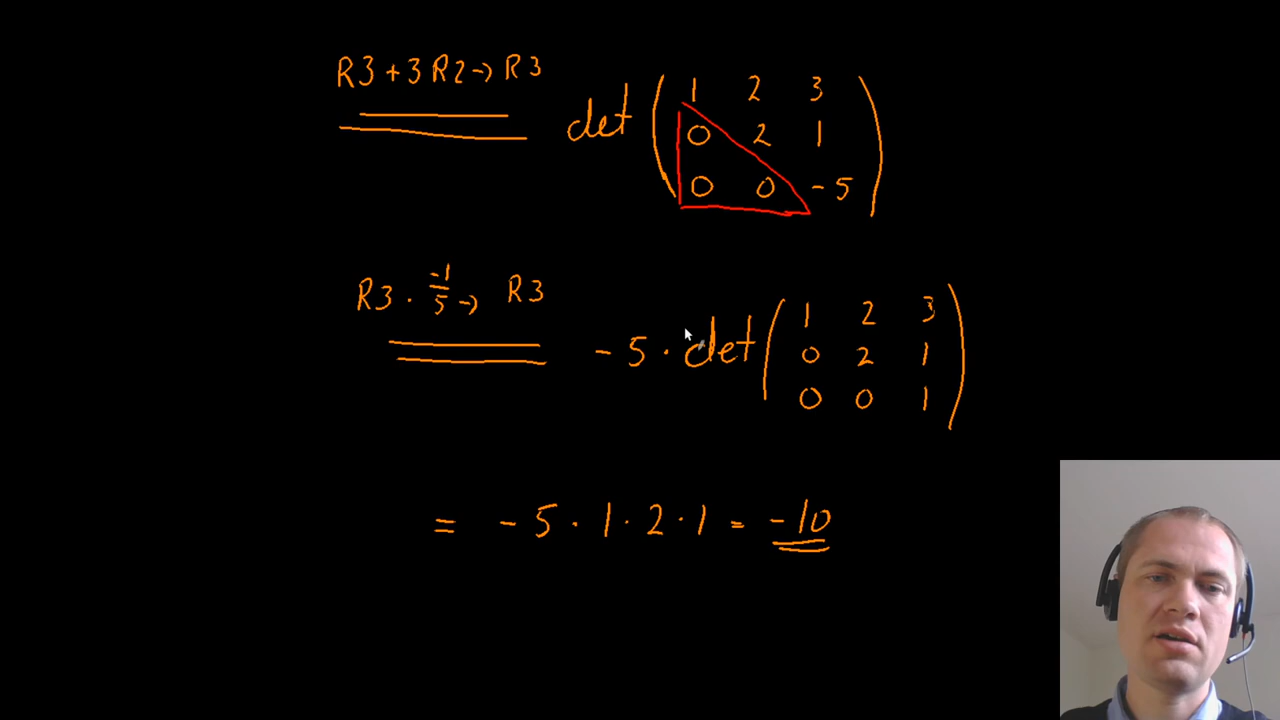 R3 + 3 R2 → R3
det ( 1 2 3
0 2 1
0 0 -5 )
R3 · -1/5 → R3
-5 · det ( 1 2 3
0 2 1
0 0 1 )
= -5 · 1 · 2 · 1 = -10